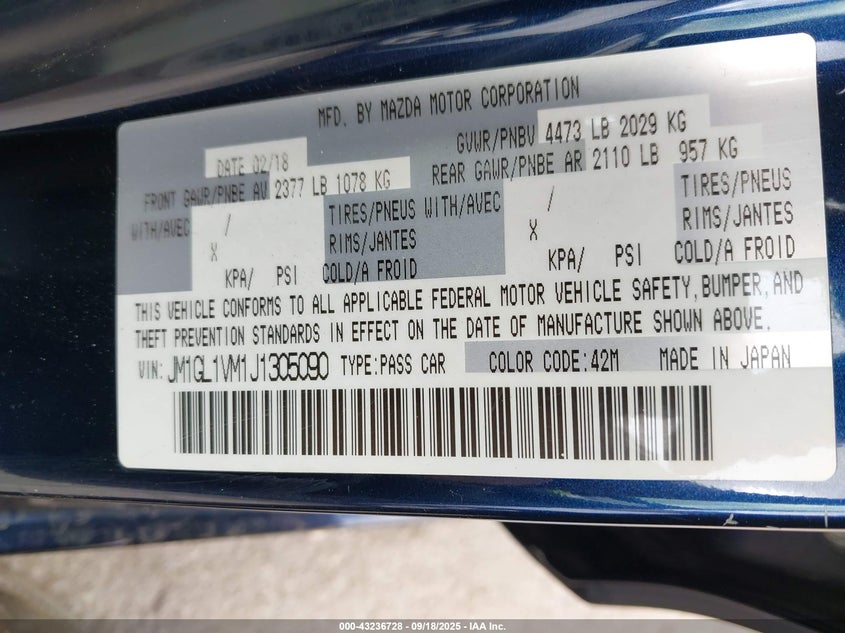 MFD. BY MAZDA MOTOR CORPORATION
DATE 02/18
GVWR/PNBV 4473 LB 2029 KG
FRONT GAWR/PNBE AV 2377 LB 1078 KG
REAR GAWR/PNBE AR 2110 LB 957 KG
WITH/AVEC / TIRES/PNEUS WITH/AVEC / TIRES/PNEUS
X RIMS/JANTES X RIMS/JANTES
KPA/ PSI COLD/A FROID KPA/ PSI COLD/A FROID
THIS VEHICLE CONFORMS TO ALL APPLICABLE FEDERAL MOTOR VEHICLE SAFETY, BUMPER, AND
THEFT PREVENTION STANDARDS IN EFFECT ON THE DATE OF MANUFACTURE SHOWN ABOVE.
VIN: JM1GL1VM1J1305090 TYPE:PASS CAR COLOR CODE:42M MADE IN JAPAN
000-43236728 - 09/18/2025 - IAA Inc.